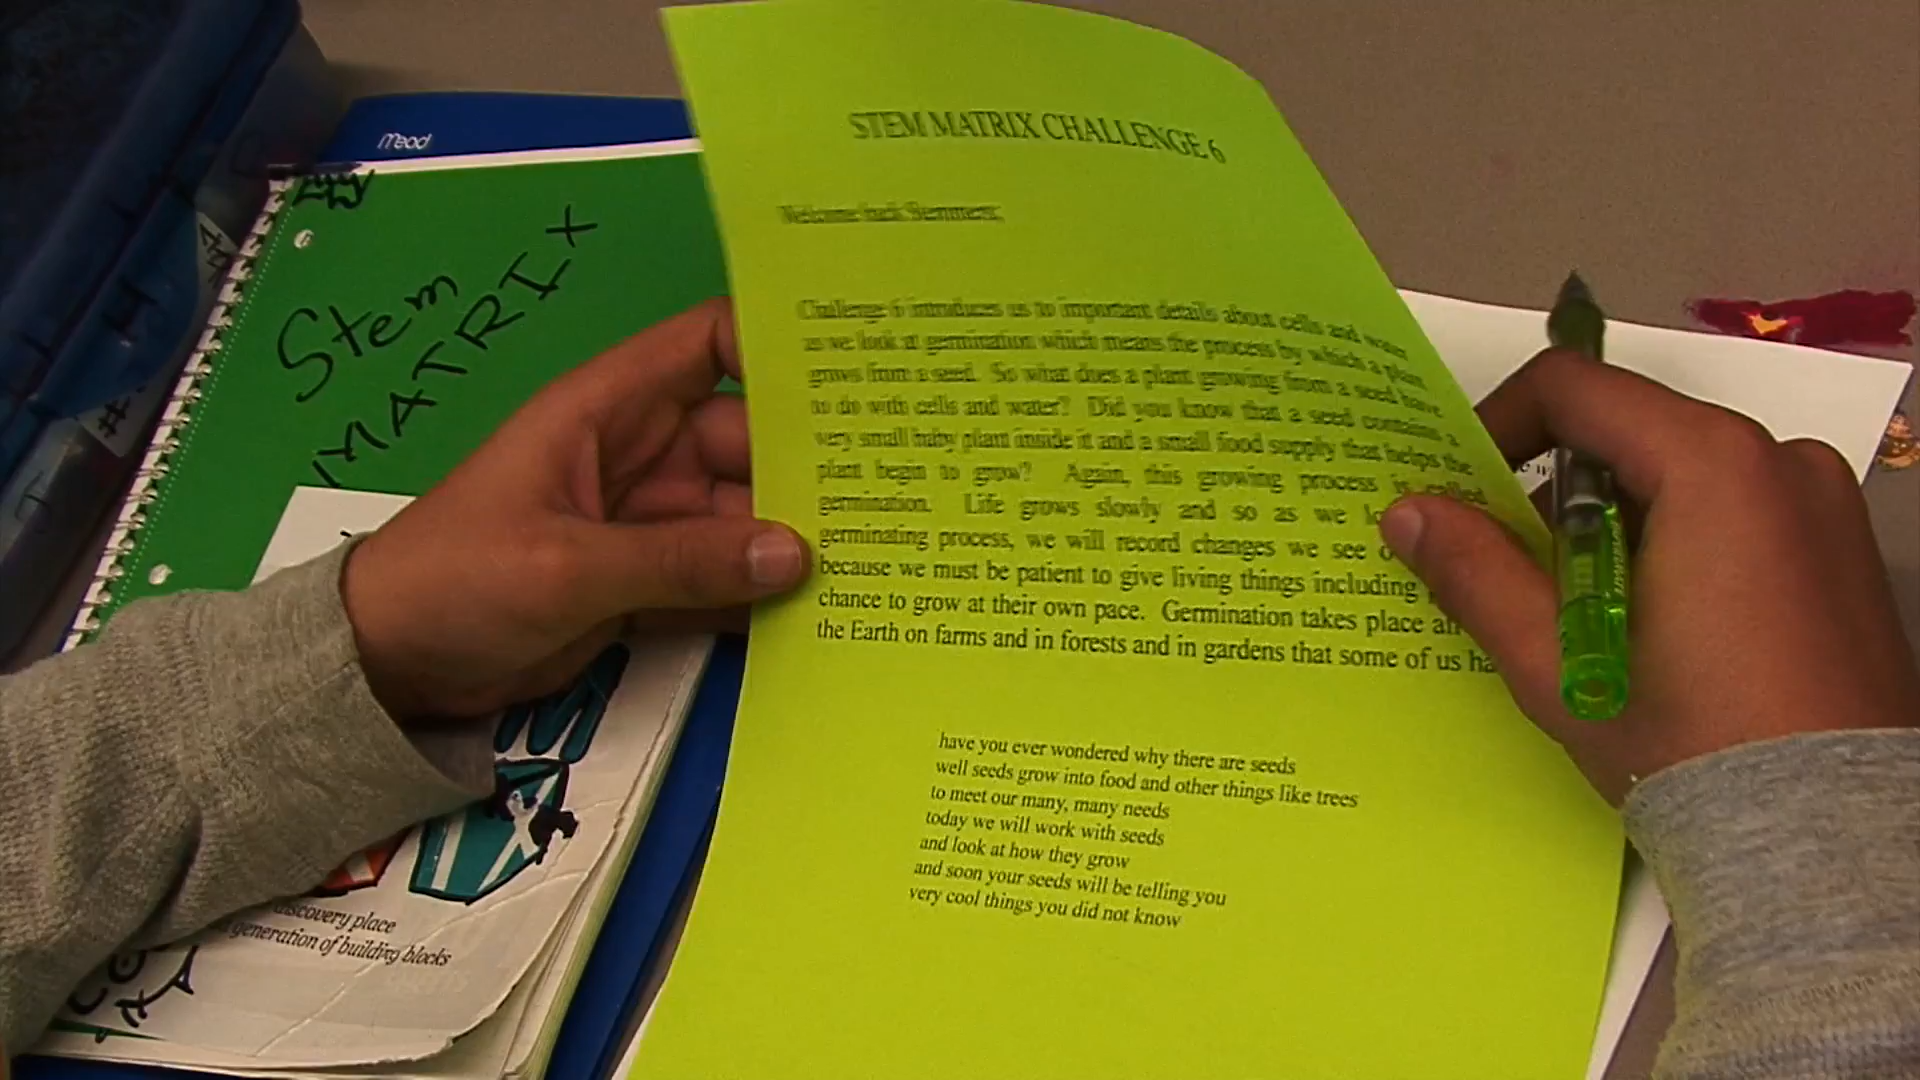 STEM MATRIX CHALLENGE 6
Welcome back Stemmers,
Challenge 6 introduces us to important details about cells and water
as we look at germination which means the process by which a plant
grows from a seed. So what does a plant growing from a seed have
to do with cells and water? Did you know that a seed contains a
very small baby plant inside it and a small food supply that helps the
plant begin to grow? Again, this growing process is called
germination. Life grows slowly and so as we
germinating process, we will record changes we see
because we must be patient to give living things including
chance to grow at their own pace. Germination takes place
the Earth on farms and in forests and in gardens that some of us
have you ever wondered why there are seeds
well seeds grow into food and other things like trees
to meet our many, many needs
today we will work with seeds
and look at how they grow
and soon your seeds will be telling you
very cool things you did not know
Mead
Stem
MATRIX
discovery place
generation of building blocks